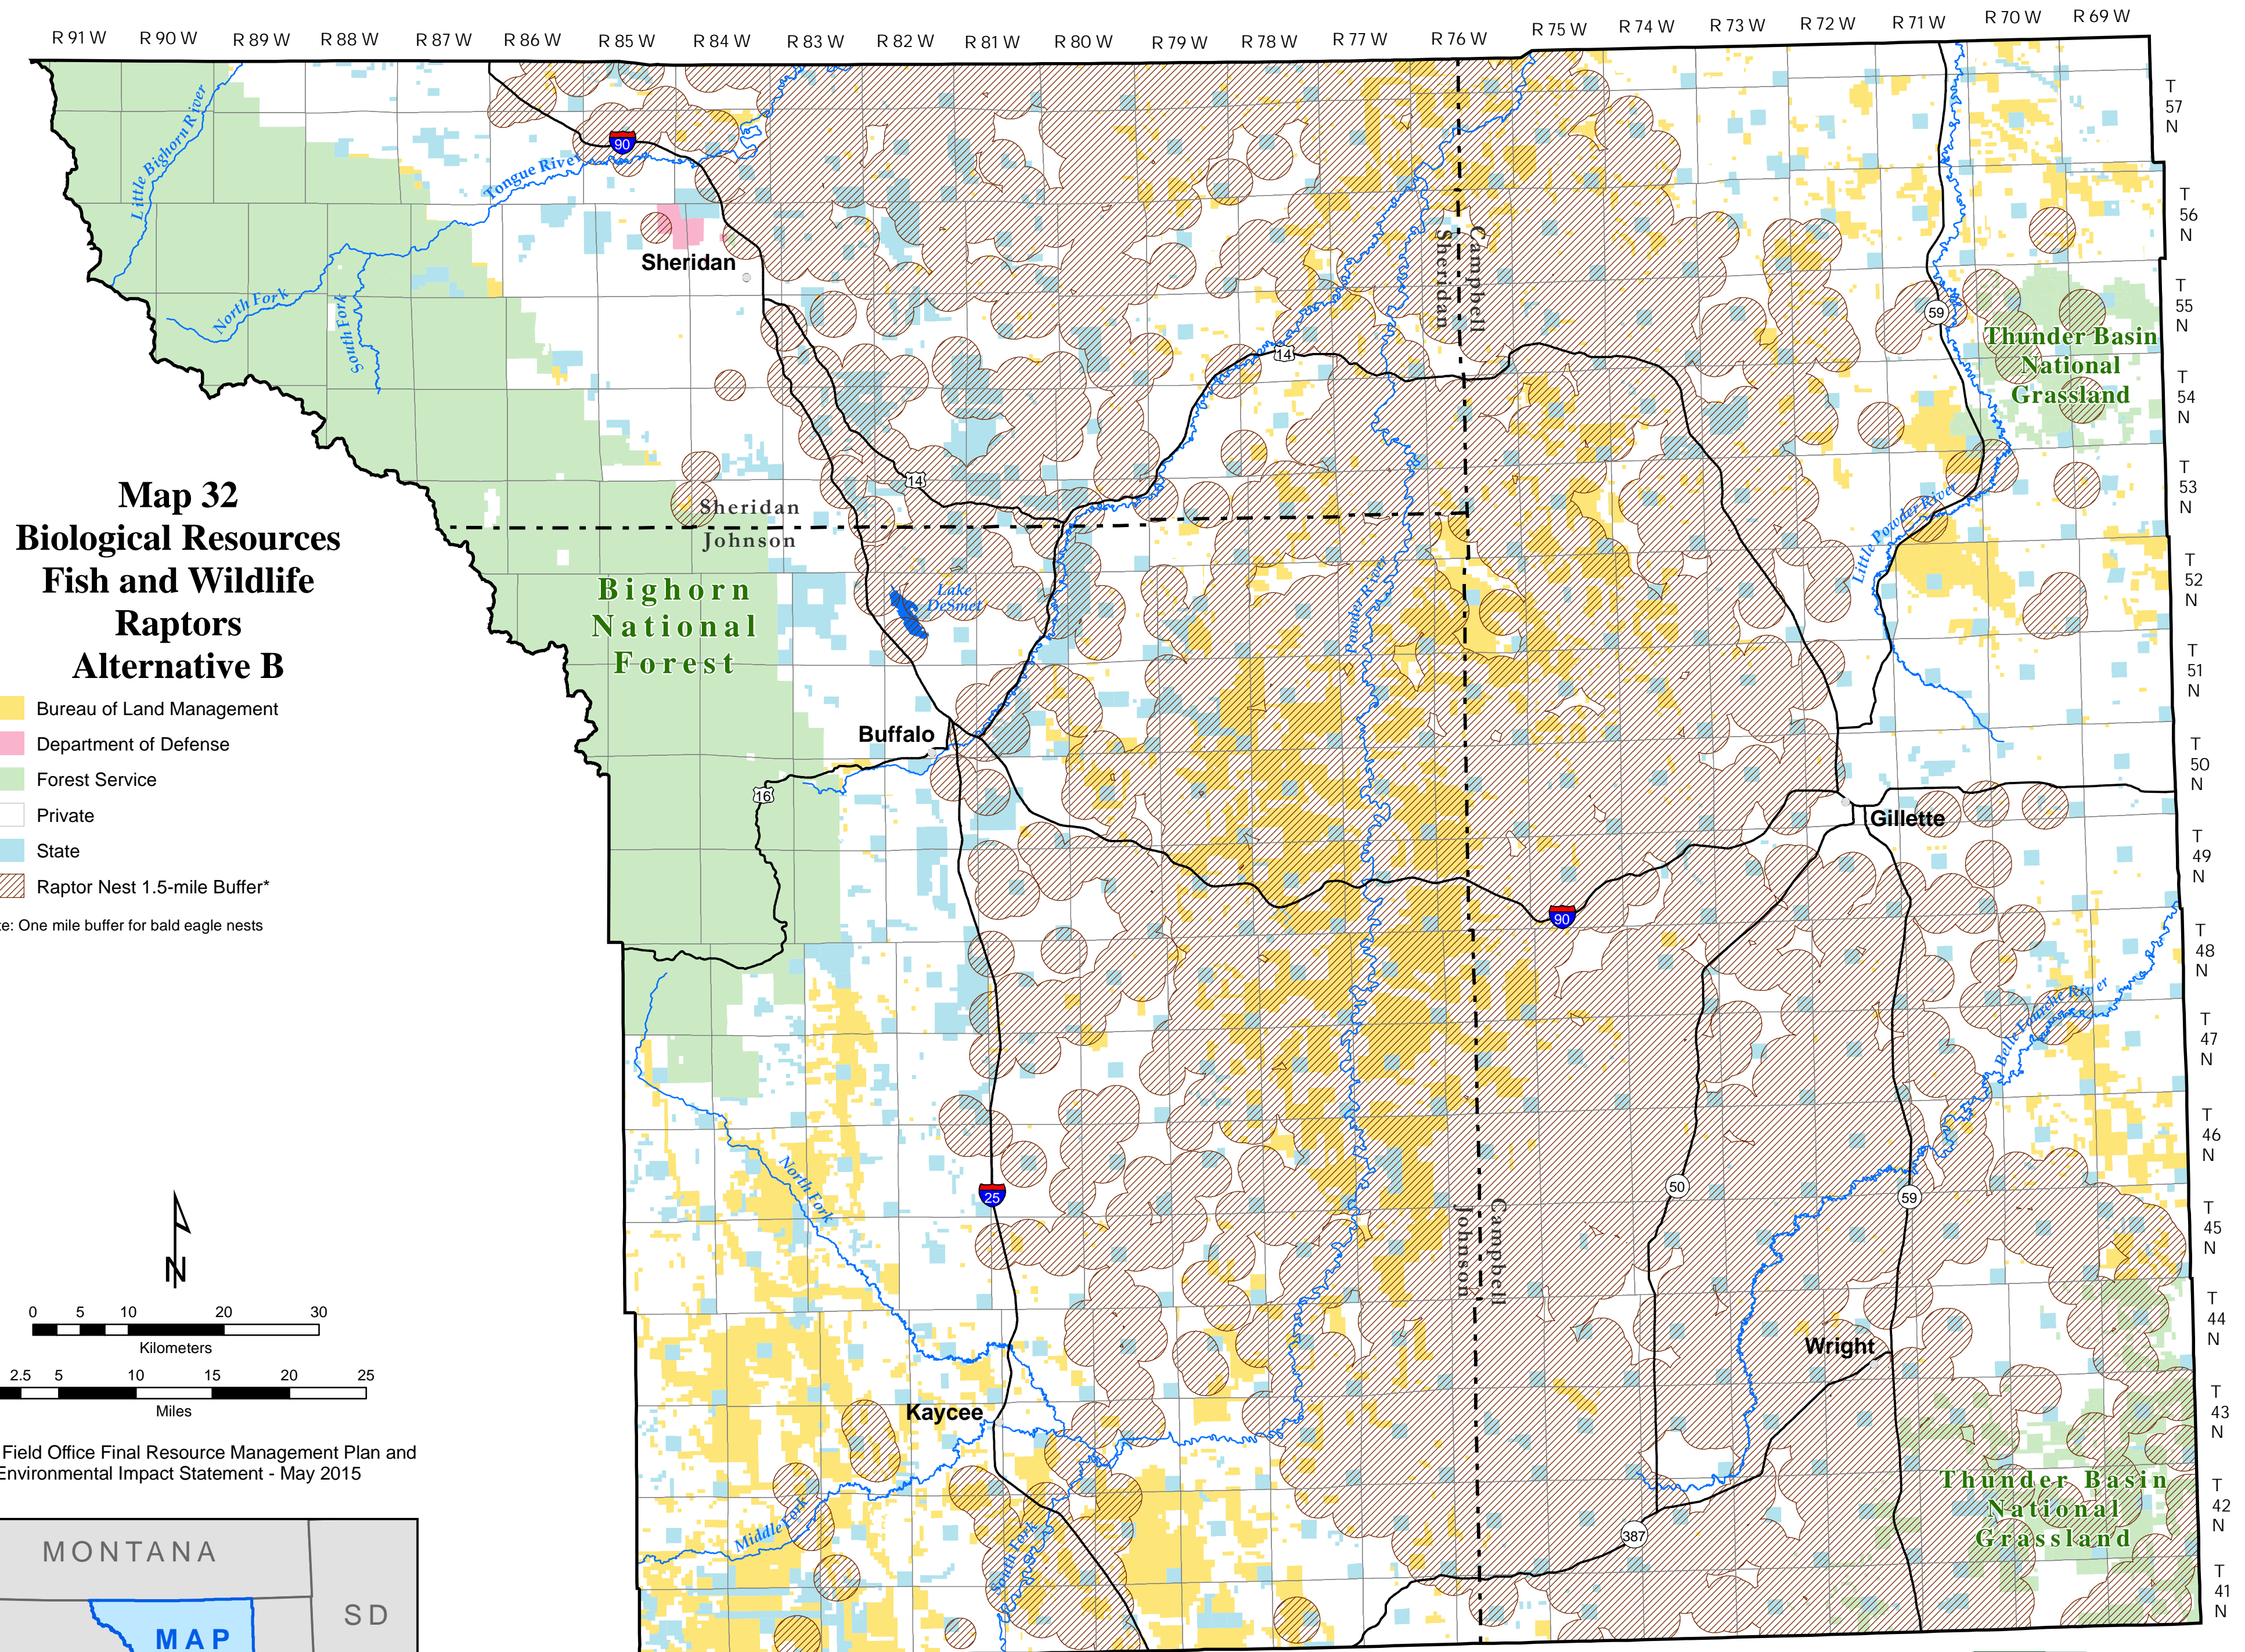 R 91 W R 90 W R 89 W R 88 W R 87 W R 86 W R 85 W R 84 W R 83 W R 82 W R 81 W R 80 W R 79 W R 78 W R 77 W R 76 W R 75 W R 74 W R 73 W R 72 W R 71 W R 70 W R 69 W
T
57
N
T
56
N
T
55
N
T
54
N
T
53
N
T
52
N
T
51
N
T
50
N
T
49
N
T
48
N
T
47
N
T
46
N
T
45
N
T
44
N
T
43
N
T
42
N
T
41
N
Little Bighorn River
Tongue River
90
Sheridan
North Fork
South Fork
Sheridan
Campbell
14
59
Thunder Basin
National
Grassland
14
Sheridan
Johnson
Little Powder River
Powder River
Bighorn
National
Forest
Lake
DeSmet
Buffalo
16
Gillette
90
Belle Fourche River
North Fork
25
50
59
Johnson
Campbell
Wright
Kaycee
Middle Fork
South Fork
387
Thunder Basin
National
Grassland
Map 32
Biological Resources
Fish and Wildlife
Raptors
Alternative B
Bureau of Land Management
Department of Defense
Forest Service
Private
State
Raptor Nest 1.5-mile Buffer*
te: One mile buffer for bald eagle nests
N
0 5 10 20 30
Kilometers
2.5 5 10 15 20 25
Miles
Field Office Final Resource Management Plan and
Environmental Impact Statement - May 2015
MONTANA
SD
MAP